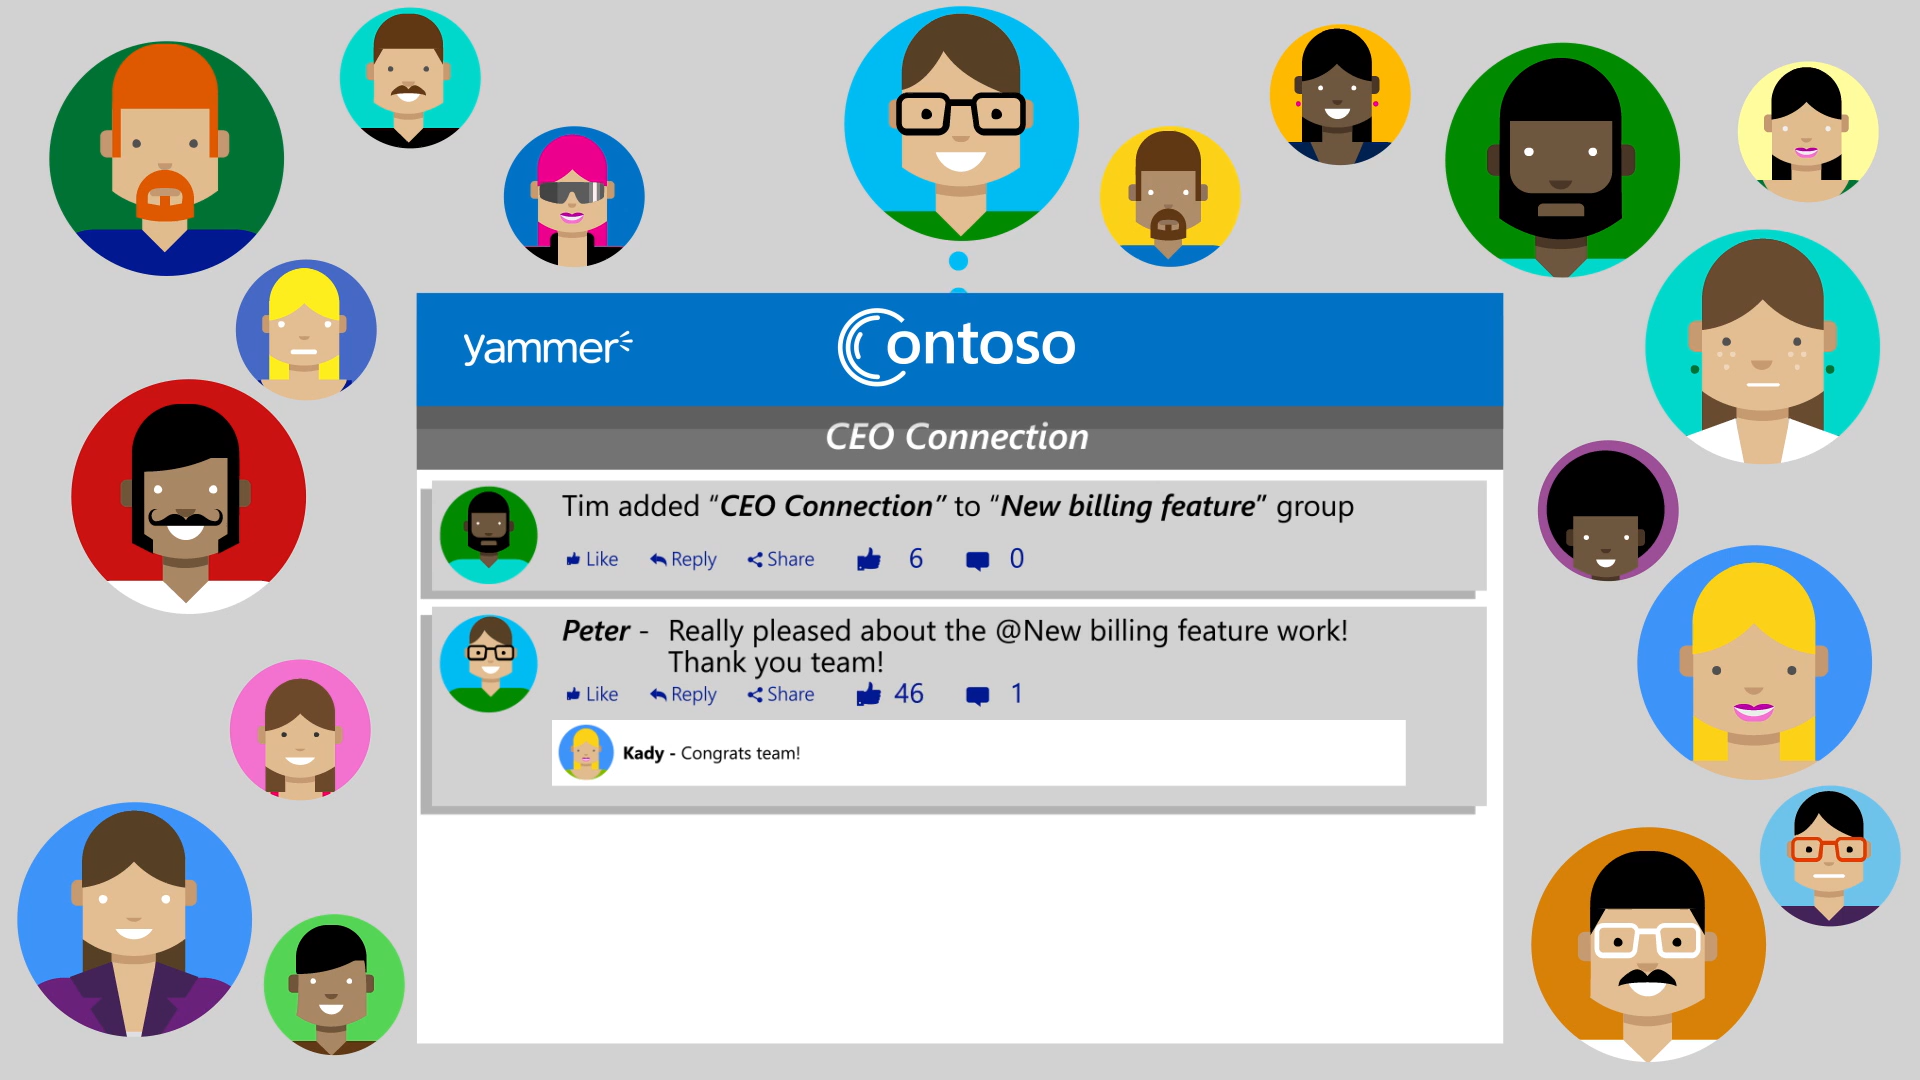 yammer
Contoso
CEO Connection
Tim added “CEO Connection” to “New billing feature” group
Like Reply Share 6 0
Peter - Really pleased about the @New billing feature work!
Thank you team!
Like Reply Share 46 1
Kady - Congrats team!